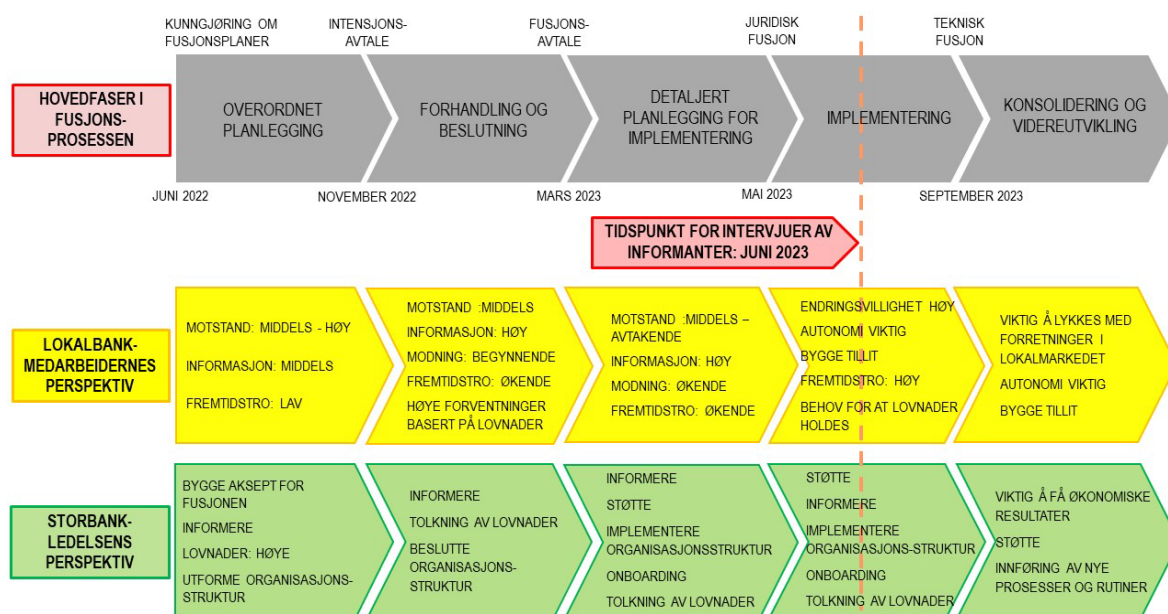 KUNNGJØRING OM
FUSJONSPLANER
INTENSJONS-
AVTALE
FUSJONS-
AVTALE
JURIDISK
FUSJON
TEKNISK
FUSJON
HOVEDFASER I
FUSJONS-
PROSESSEN
OVERORDNET
PLANLEGGING
FORHANDLING OG
BESLUTNING
DETALJERT
PLANLEGGING FOR
IMPLEMENTERING
IMPLEMENTERING
KONSOLIDERING OG
VIDEREUTVIKLING
JUNI 2022
NOVEMBER 2022
MARS 2023
MAI 2023
SEPTEMBER 2023
TIDSPUNKT FOR INTERVJUER AV
INFORMANTER: JUNI 2023
LOKALBANK-
MEDARBEIDERNES
PERSPEKTIV
MOTSTAND: MIDDELS - HØY
INFORMASJON: MIDDELS
FREMTIDSTRO: LAV
MOTSTAND :MIDDELS
INFORMASJON: HØY
MODNING: BEGYNNENDE
FREMTIDSTRO: ØKENDE
HØYE FORVENTNINGER
BASERT PÅ LOVNADER
MOTSTAND :MIDDELS –
AVTAKENDE
INFORMASJON: HØY
MODNING: ØKENDE
FREMTIDSTRO: ØKENDE
ENDRINGSVILLIGHET HØY
AUTONOMI VIKTIG
BYGGE TILLIT
FREMTIDSTRO: HØY
BEHOV FOR AT LOVNADER
HOLDES
VIKTIG Å LYKKES MED
FORRETNINGER I
LOKALMARKEDET
AUTONOMI VIKTIG
BYGGE TILLIT
STORBANK-
LEDELSENS
PERSPEKTIV
BYGGE AKSEPT FOR
FUSJONEN
INFORMERE
LOVNADER: HØYE
UTFORME ORGANISASJONS-
STRUKTUR
INFORMERE
TOLKNING AV LOVNADER
BESLUTTE
ORGANISASJONS-
STRUKTUR
INFORMERE
STØTTE
IMPLEMENTERE
ORGANISASJONSSTRUKTUR
ONBOARDING
TOLKNING AV LOVNADER
STØTTE
INFORMERE
IMPLEMENTERE
ORGANISASJONS-STRUKTUR
ONBOARDING
TOLKNING AV LOVNADER
VIKTIG Å FÅ ØKONOMISKE
RESULTATER
STØTTE
INNFØRING AV NYE
PROSESSER OG RUTINER